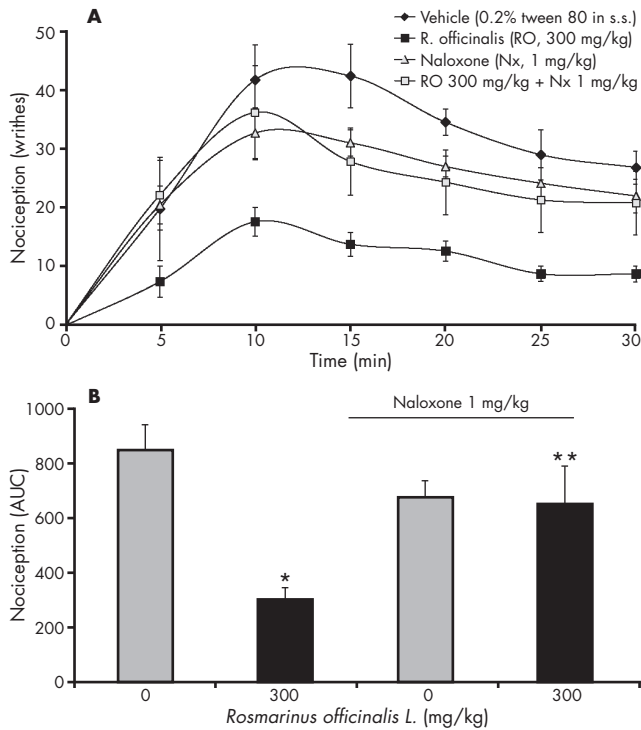 A
Vehicle (0.2% tween 80 in s.s.)
R. officinalis (RO, 300 mg/kg)
Naloxone (Nx, 1 mg/kg)
RO 300 mg/kg + Nx 1 mg/kg
Nociception (writhes)
50
40
30
20
10
0
0 5 10 15 20 25 30
Time (min)
B
Naloxone 1 mg/kg
Nociception (AUC)
1000
800
600
400
200
0
*
**
0 300 0 300
Rosmarinus officinalis L. (mg/kg)